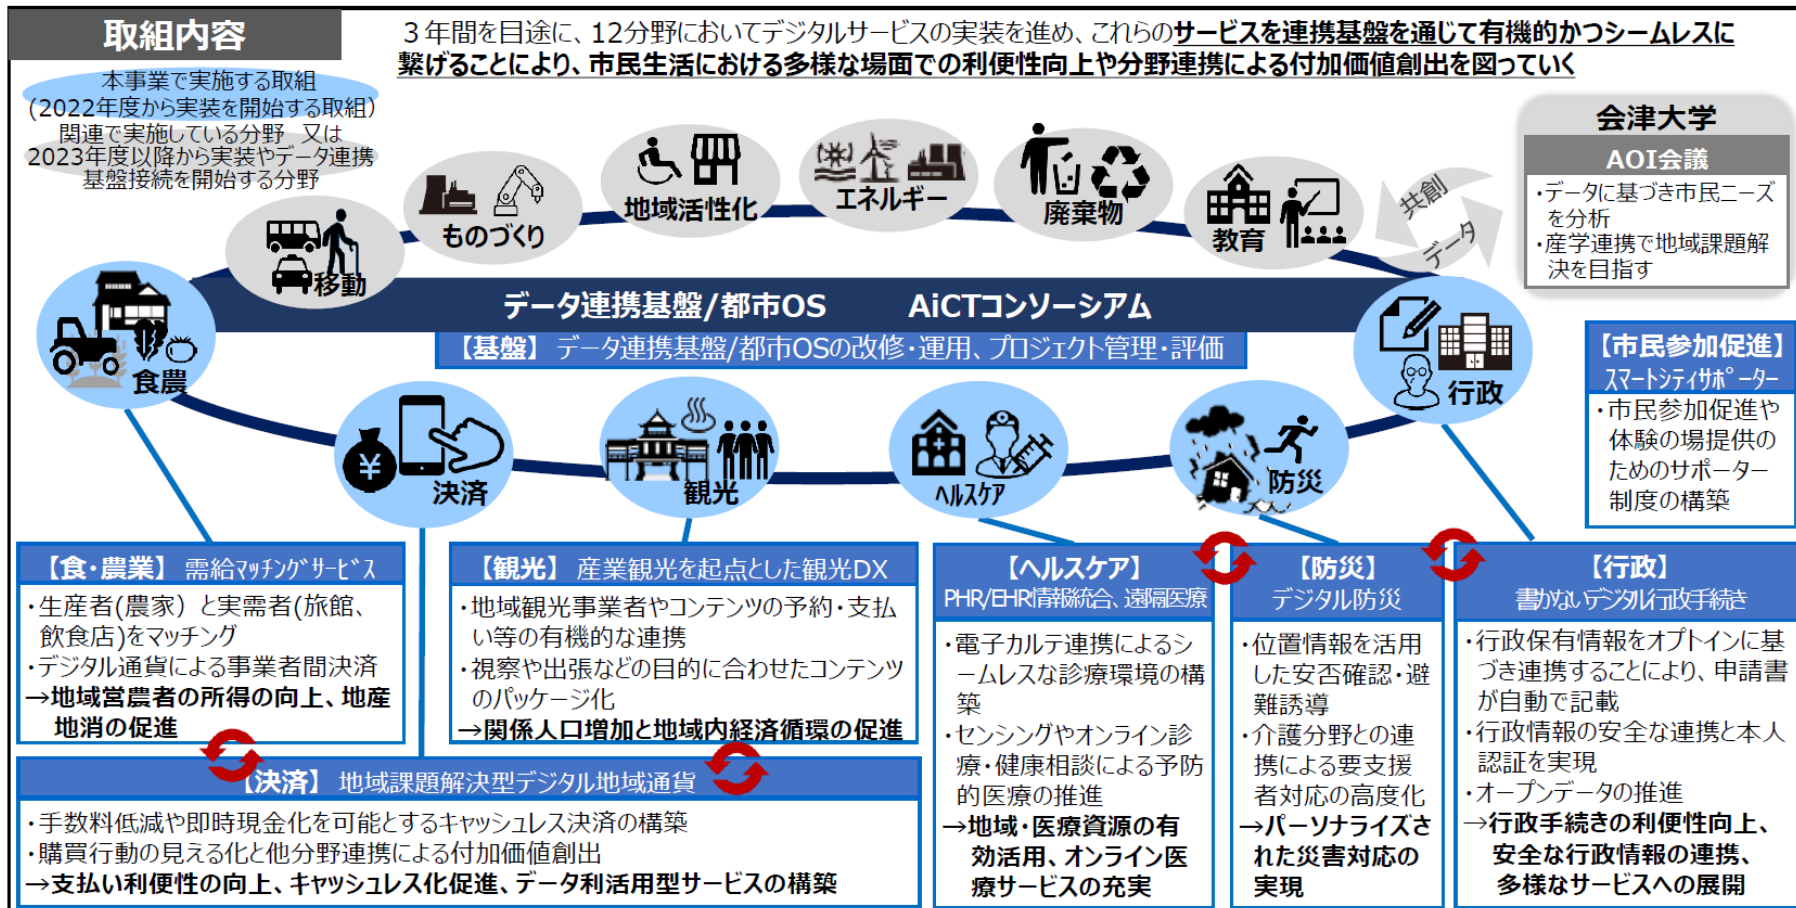 取組内容
３年間を目途に、12分野においてデジタルサービスの実装を進め、これらのサービスを連携基盤を通じて有機的かつシームレスに
繋げることにより、市民生活における多様な場面での利便性向上や分野連携による付加価値創出を図っていく
本事業で実施する取組
(2022年度から実装を開始する取組)
関連で実施している分野 又は
2023年度以降から実装やデータ連携
基盤接続を開始する分野
移動
ものづくり
地域活性化
エネルギー
廃棄物
教育
共創
データ
会津大学
AOI会議
・データに基づき市民ニーズ
を分析
・産学連携で地域課題解
決を目指す
データ連携基盤/都市OS AiCTコンソーシアム
【基盤】データ連携基盤/都市OSの改修・運用、プロジェクト管理・評価
食農
決済
観光
ﾍﾙｽｹｱ
防災
行政
【市民参加促進】
ｽﾏｰﾄｼﾃｨｻﾎﾟｰﾀｰ
・市民参加促進や
体験の場提供の
ためのサポーター
制度の構築
【食・農業】需給ﾏｯﾁﾝｸﾞｻｰﾋﾞｽ
・生産者(農家）と実需者(旅館、
飲食店)をマッチング
・デジタル通貨による事業者間決済
→地域営農者の所得の向上、地産
地消の促進
【観光】産業観光を起点とした観光DX
・地域観光事業者やコンテンツの予約・支払
い等の有機的な連携
・視察や出張などの目的に合わせたコンテンツ
のパッケージ化
→関係人口増加と地域内経済循環の促進
【決済】地域課題解決型デジタル地域通貨
・手数料低減や即時現金化を可能とするキャッシュレス決済の構築
・購買行動の見える化と他分野連携による付加価値創出
→支払い利便性の向上、キャッシュレス化促進、データ利活用型サービスの構築
【ヘルスケア】
PHR/EHR情報統合、遠隔医療
・電子カルテ連携によるシ
ームレスな診療環境の構
築
・センシングやオンライン診
療・健康相談による予防
的医療の推進
→地域・医療資源の有
効活用、オンライン医
療サービスの充実
【防災】
デジタル防災
・位置情報を活用
した安否確認・避
難誘導
・介護分野との連
携による要支援
者対応の高度化
→パーソナライズさ
れた災害対応の
実現
【行政】
書かないデジタル行政手続き
・行政保有情報をオプトインに基
づき連携することにより、申請書
が自動で記載
・行政情報の安全な連携と本人
認証を実現
・オープンデータの推進
→行政手続きの利便性向上、
安全な行政情報の連携、
多様なサービスへの展開